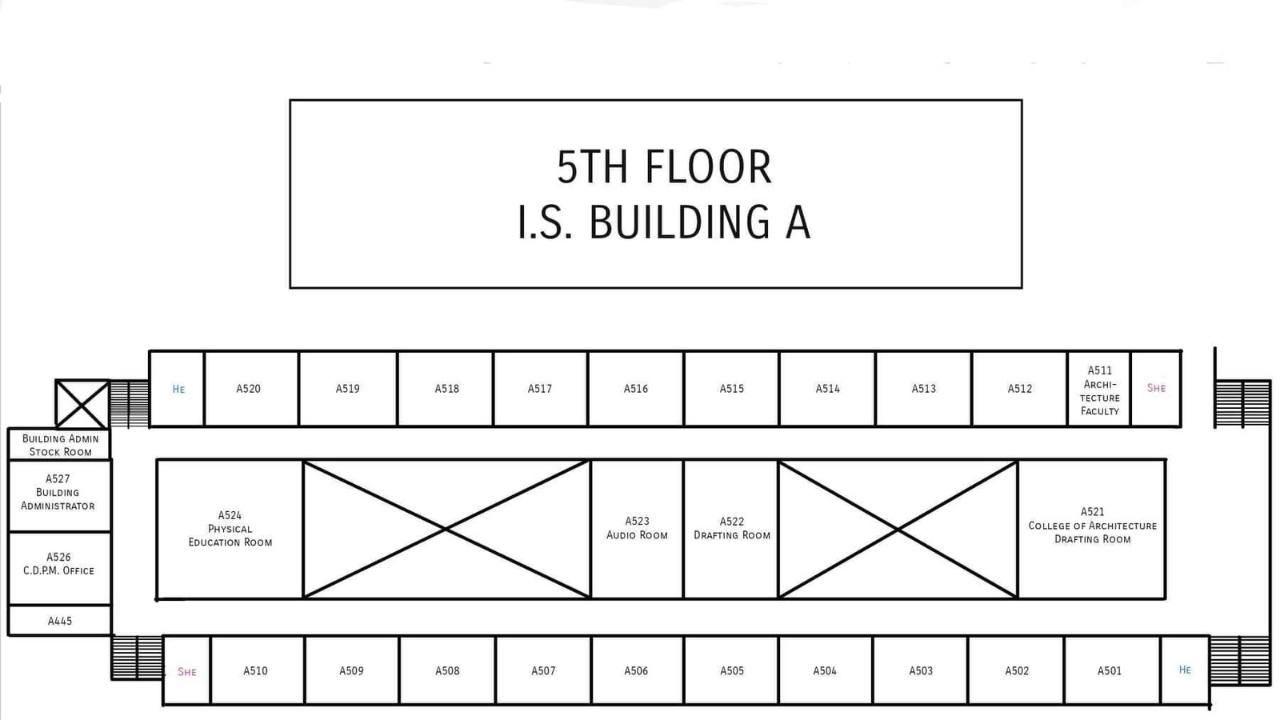 5TH FLOOR
I.S. BUILDING A
HE
A520
A519
A518
A517
A516
A515
A514
A513
A512
A511
ARCHI-
TECTURE
FACULTY
SHE
BUILDING ADMIN
STOCK ROOM
A527
BUILDING
ADMINISTRATOR
A526
C.D.P.M. OFFICE
A445
A524
PHYSICAL
EDUCATION ROOM
A523
AUDIO ROOM
A522
DRAFTING ROOM
A521
COLLEGE OF ARCHITECTURE
DRAFTING ROOM
SHE
A510
A509
A508
A507
A506
A505
A504
A503
A502
A501
HE